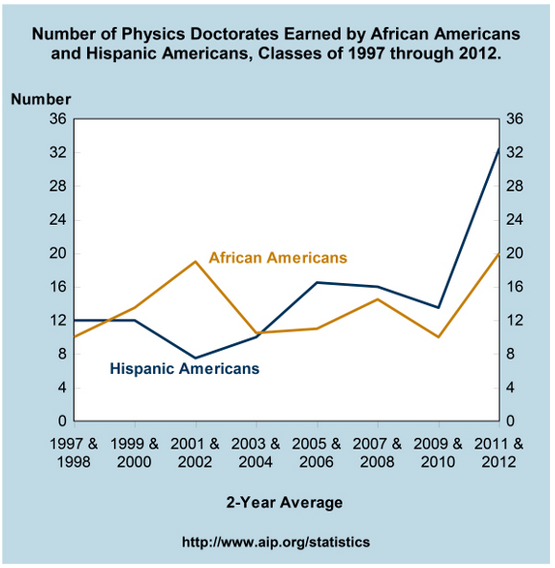 Number of Physics Doctorates Earned by African Americans
and Hispanic Americans, Classes of 1997 through 2012.
Number
36 36
32 32
28 28
24 24
20 20
African Americans
16 16
12 12
8 8
Hispanic Americans
4 4
0 0
1997 & 1999 & 2001 & 2003 & 2005 & 2007 & 2009 & 2011 &
1998 2000 2002 2004 2006 2008 2010 2012
2-Year Average
http://www.aip.org/statistics